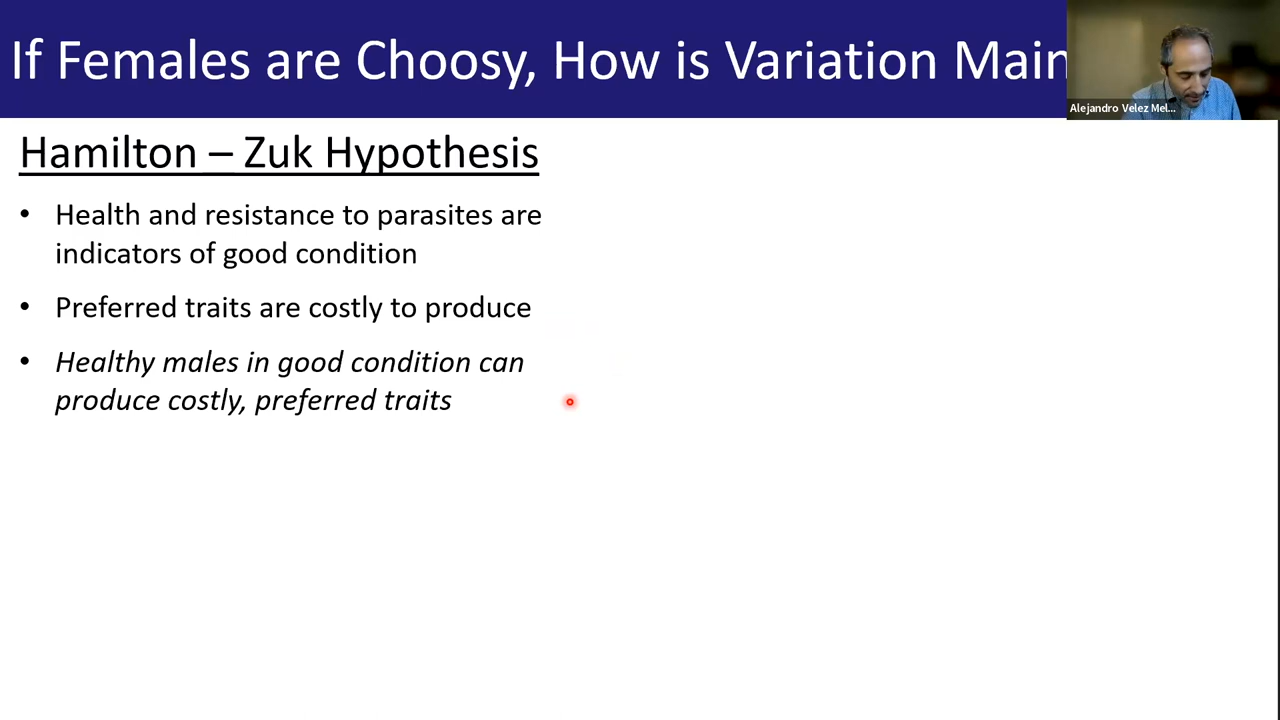 If Females are Choosy, How is Variation Main
Alejandro Velez Mel...
Hamilton – Zuk Hypothesis
• Health and resistance to parasites are
indicators of good condition
• Preferred traits are costly to produce
• Healthy males in good condition can
produce costly, preferred traits